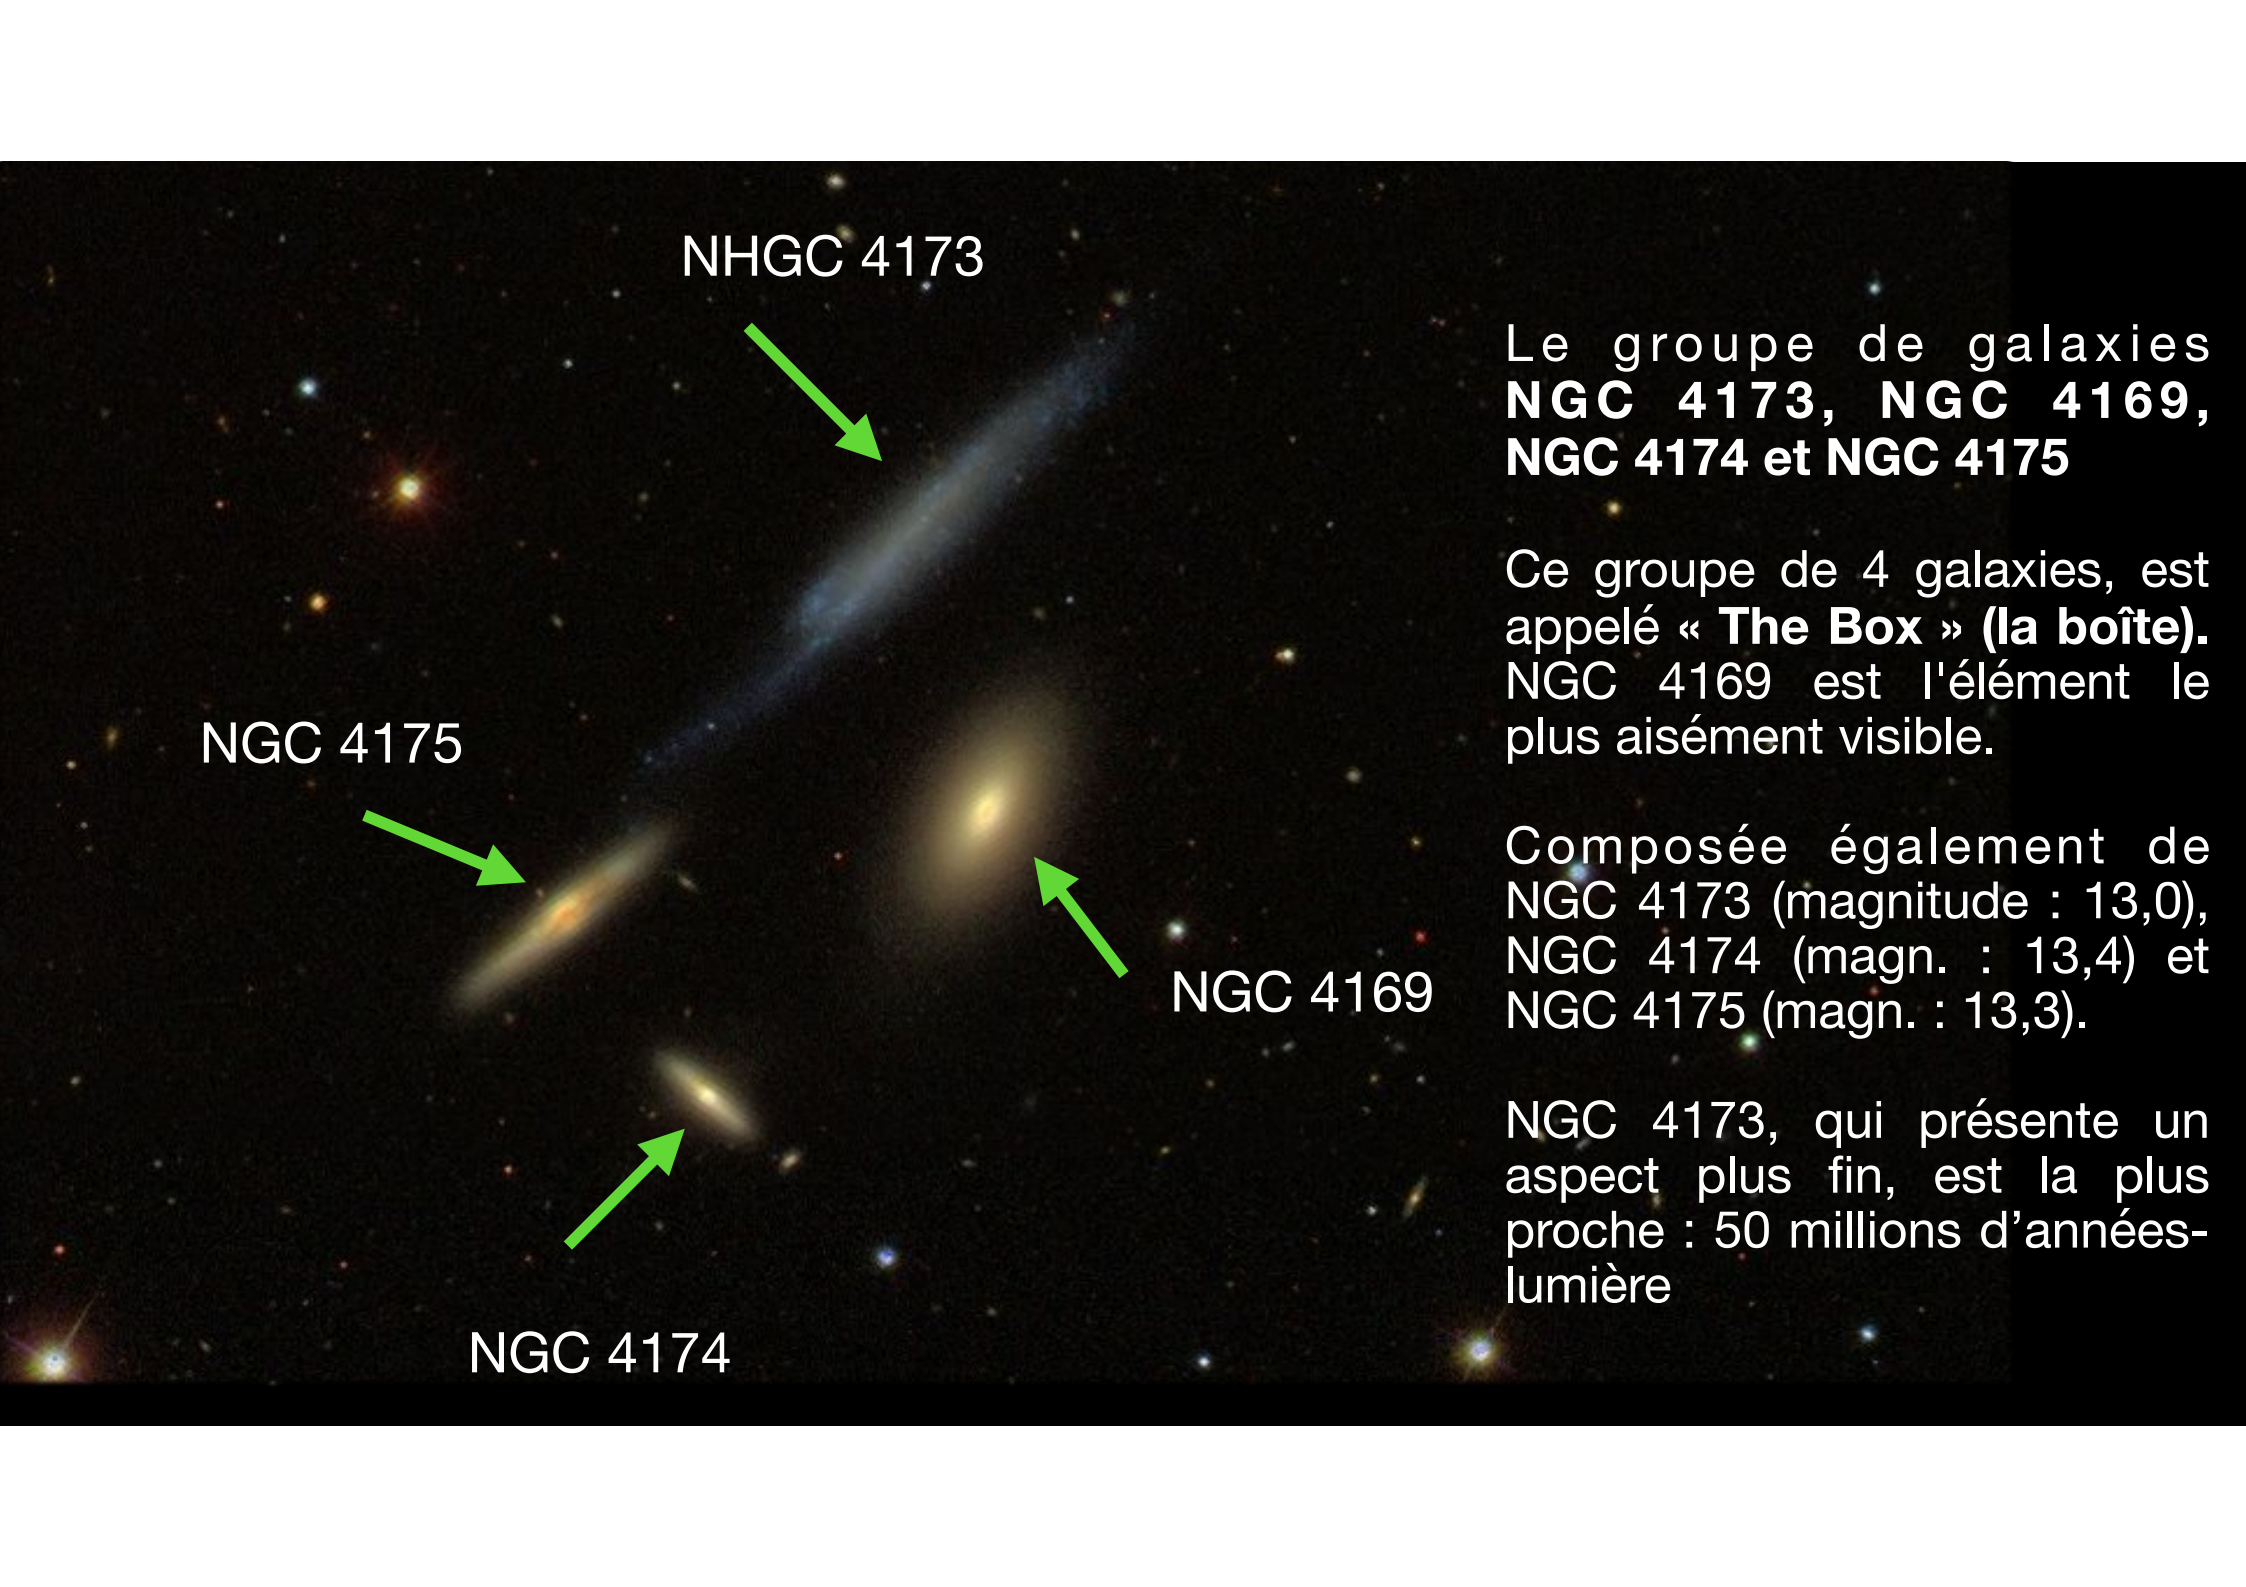 NHGC 4173
NGC 4175
NGC 4169
NGC 4174
Le groupe de galaxies
NGC 4173, NGC 4169,
NGC 4174 et NGC 4175
Ce groupe de 4 galaxies, est
appelé « The Box » (la boîte).
NGC 4169 est l'élément le
plus aisément visible.
Composée également de
NGC 4173 (magnitude : 13,0),
NGC 4174 (magn. : 13,4) et
NGC 4175 (magn. : 13,3).
NGC 4173, qui présente un
aspect plus fin, est la plus
proche : 50 millions d’années-
lumière